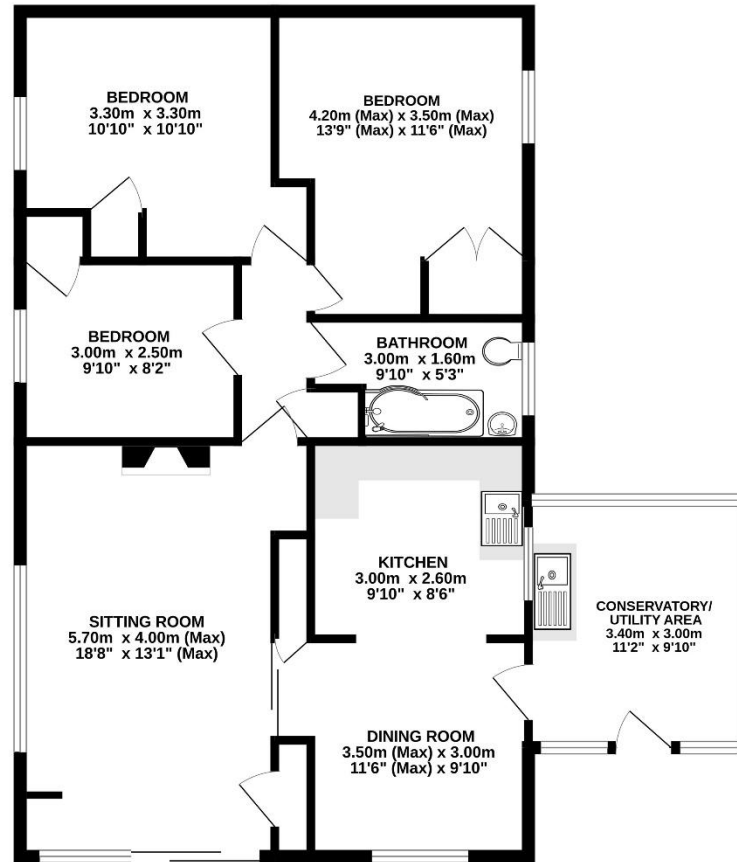 BEDROOM
3.30m x 3.30m
10'10" x 10'10"
BEDROOM
4.20m (Max) x 3.50m (Max)
13'9" (Max) x 11'6" (Max)
BEDROOM
3.00m x 2.50m
9'10" x 8'2"
BATHROOM
3.00m x 1.60m
9'10" x 5'3"
KITCHEN
3.00m x 2.60m
9'10" x 8'6"
SITTING ROOM
5.70m x 4.00m (Max)
18'8" x 13'1" (Max)
CONSERVATORY/
UTILITY AREA
3.40m x 3.00m
11'2" x 9'10"
DINING ROOM
3.50m (Max) x 3.00m
11'6" (Max) x 9'10"